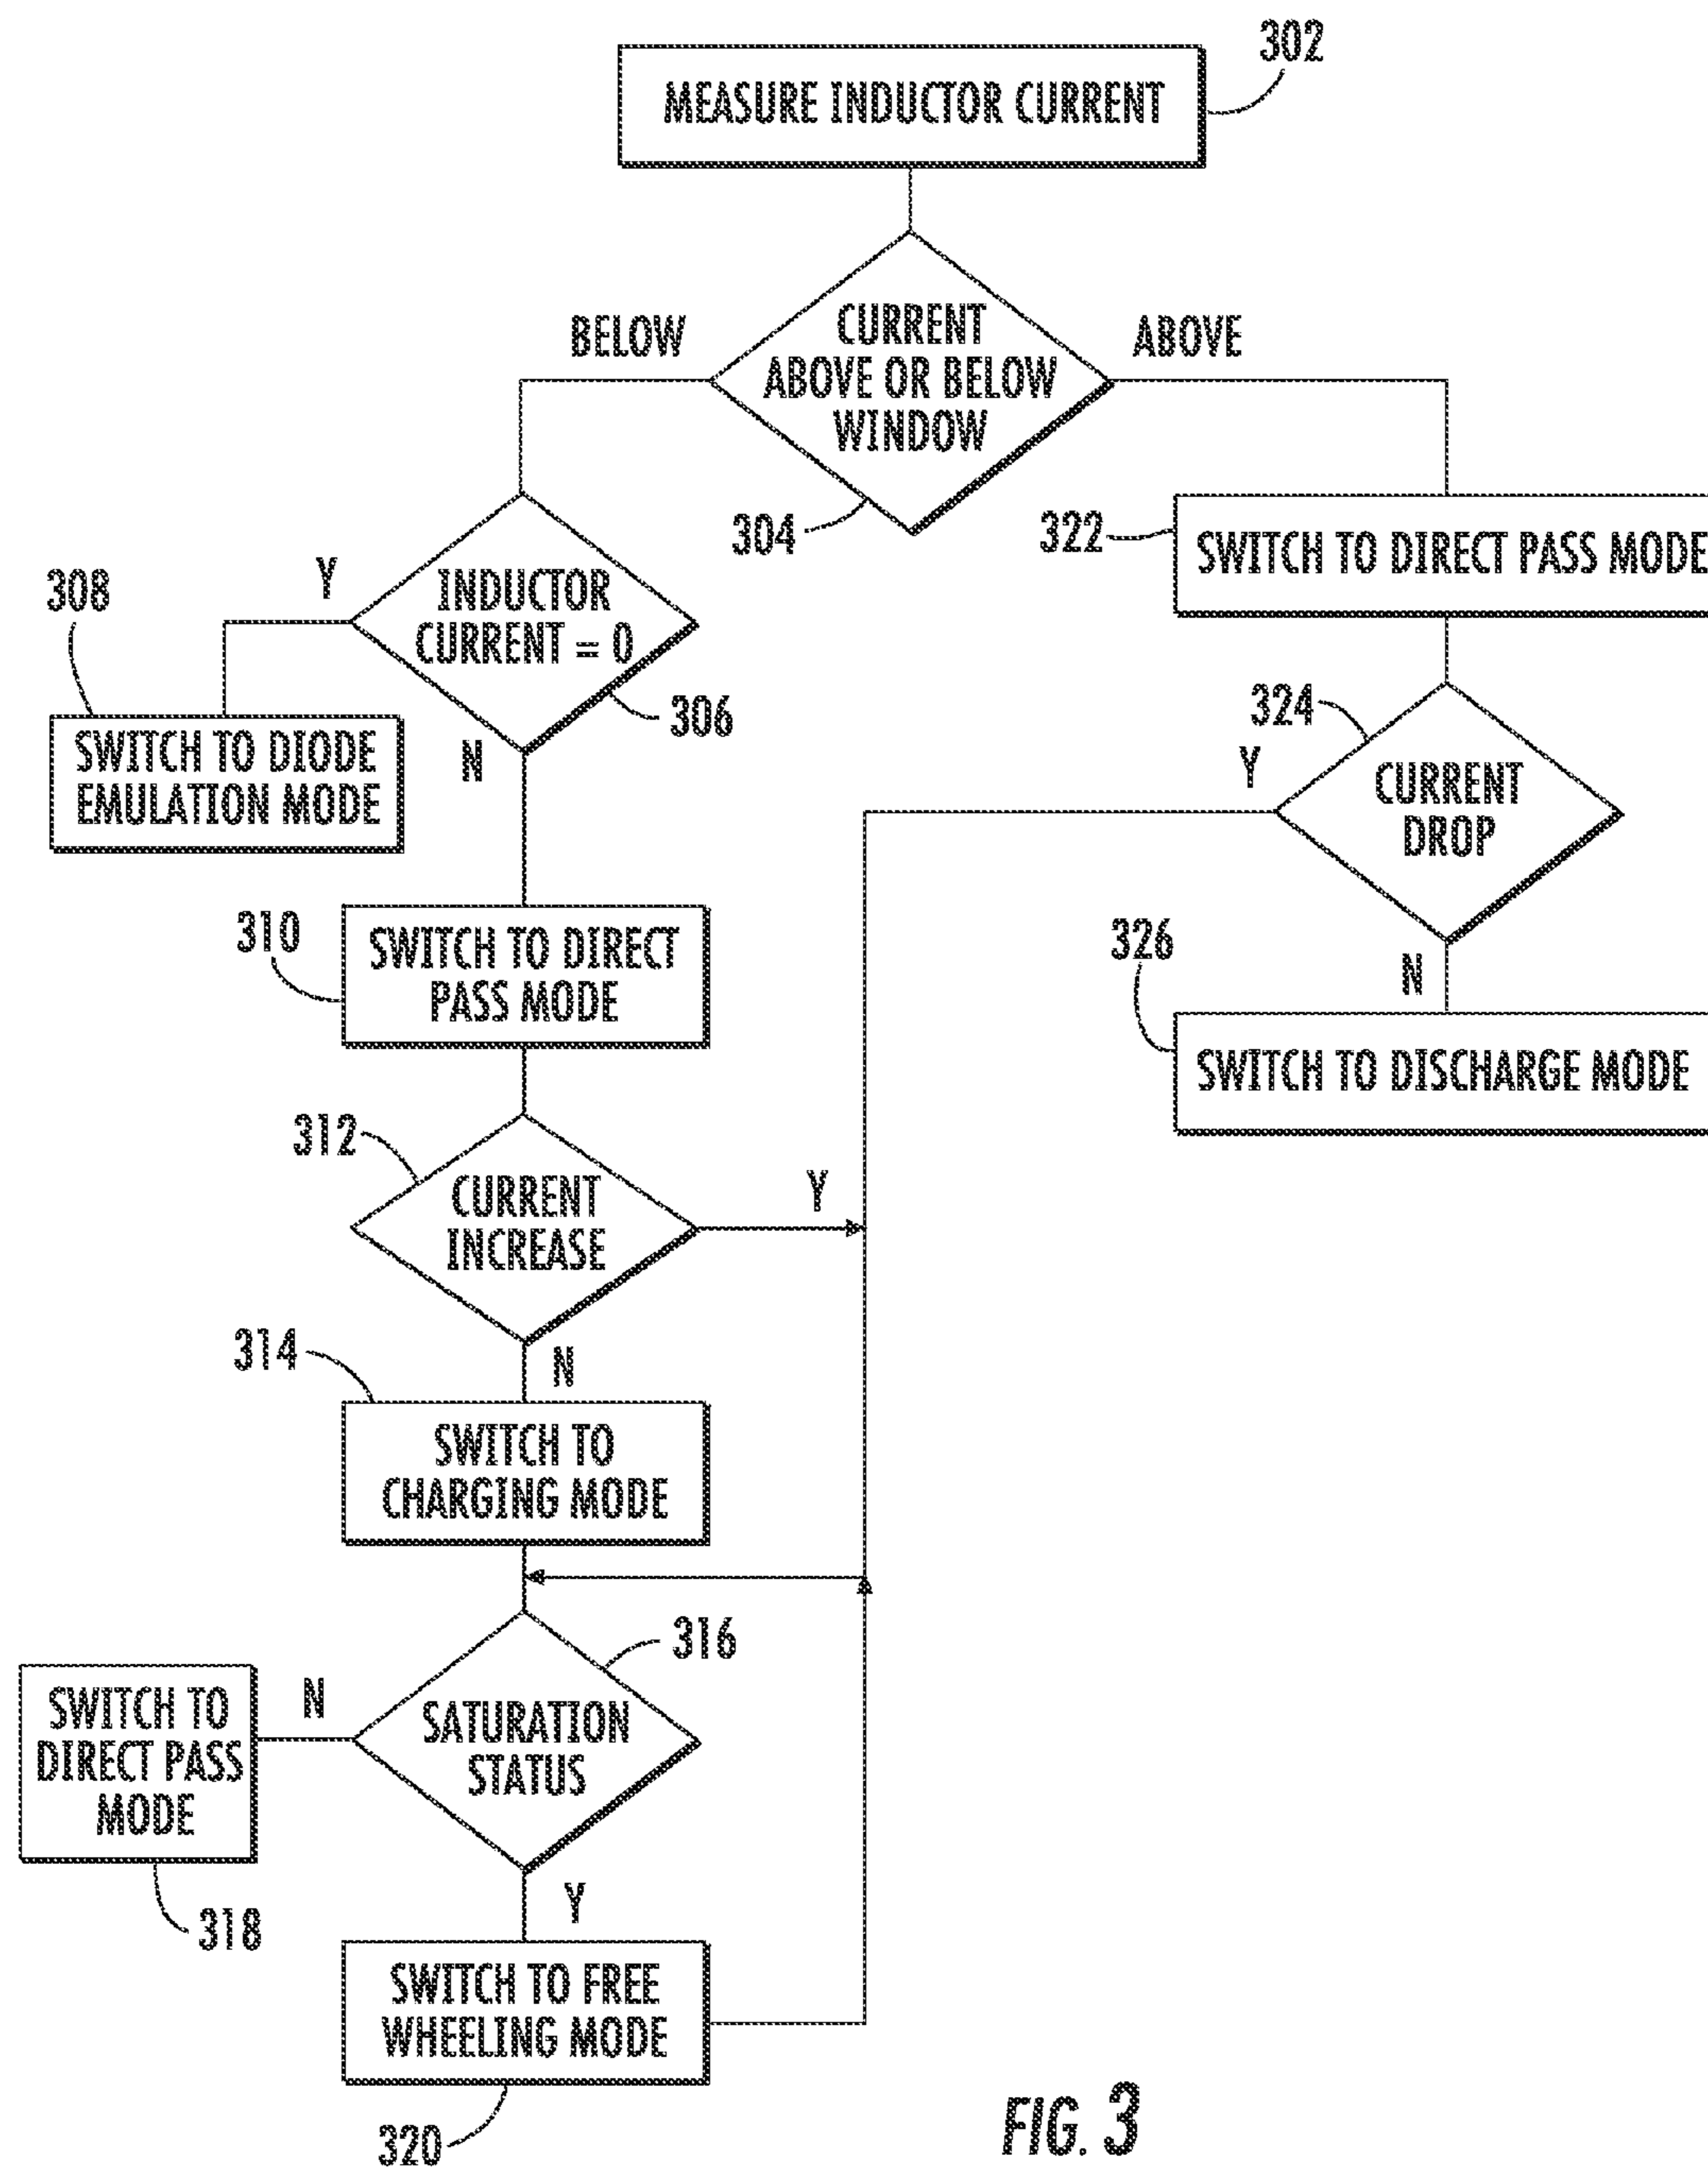 302
MEASURE INDUCTOR CURRENT
BELOW
CURRENT
ABOVE OR BELOW
WINDOW
ABOVE
304
322
SWITCH TO DIRECT PASS MODE
308
Y
INDUCTOR
CURRENT = 0
306
N
SWITCH TO DIODE
EMULATION MODE
324
Y
CURRENT
DROP
N
310
SWITCH TO DIRECT
PASS MODE
326
SWITCH TO DISCHARGE MODE
312
CURRENT
INCREASE
Y
N
314
SWITCH TO
CHARGING MODE
316
SATURATION
STATUS
N
SWITCH TO
DIRECT PASS
MODE
318
Y
SWITCH TO FREE
WHEELING MODE
320
FIG. 3